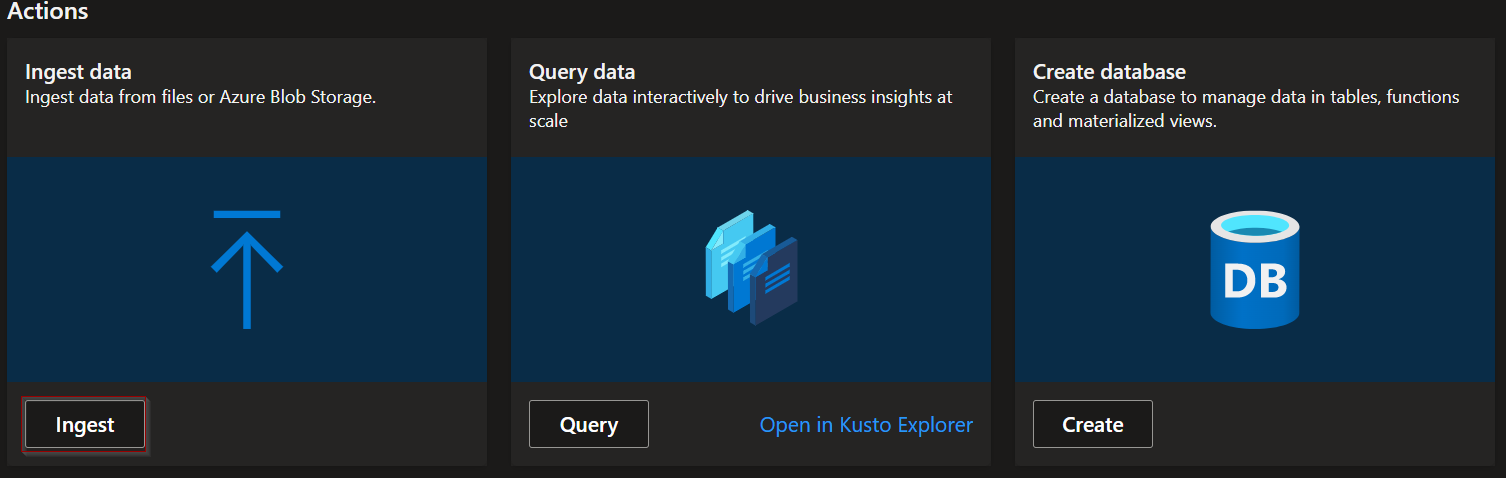 Actions
Ingest data
Ingest data from files or Azure Blob Storage.
Ingest
Query data
Explore data interactively to drive business insights at
scale
Query
Open in Kusto Explorer
Create database
Create a database to manage data in tables, functions
and materialized views.
DB
Create